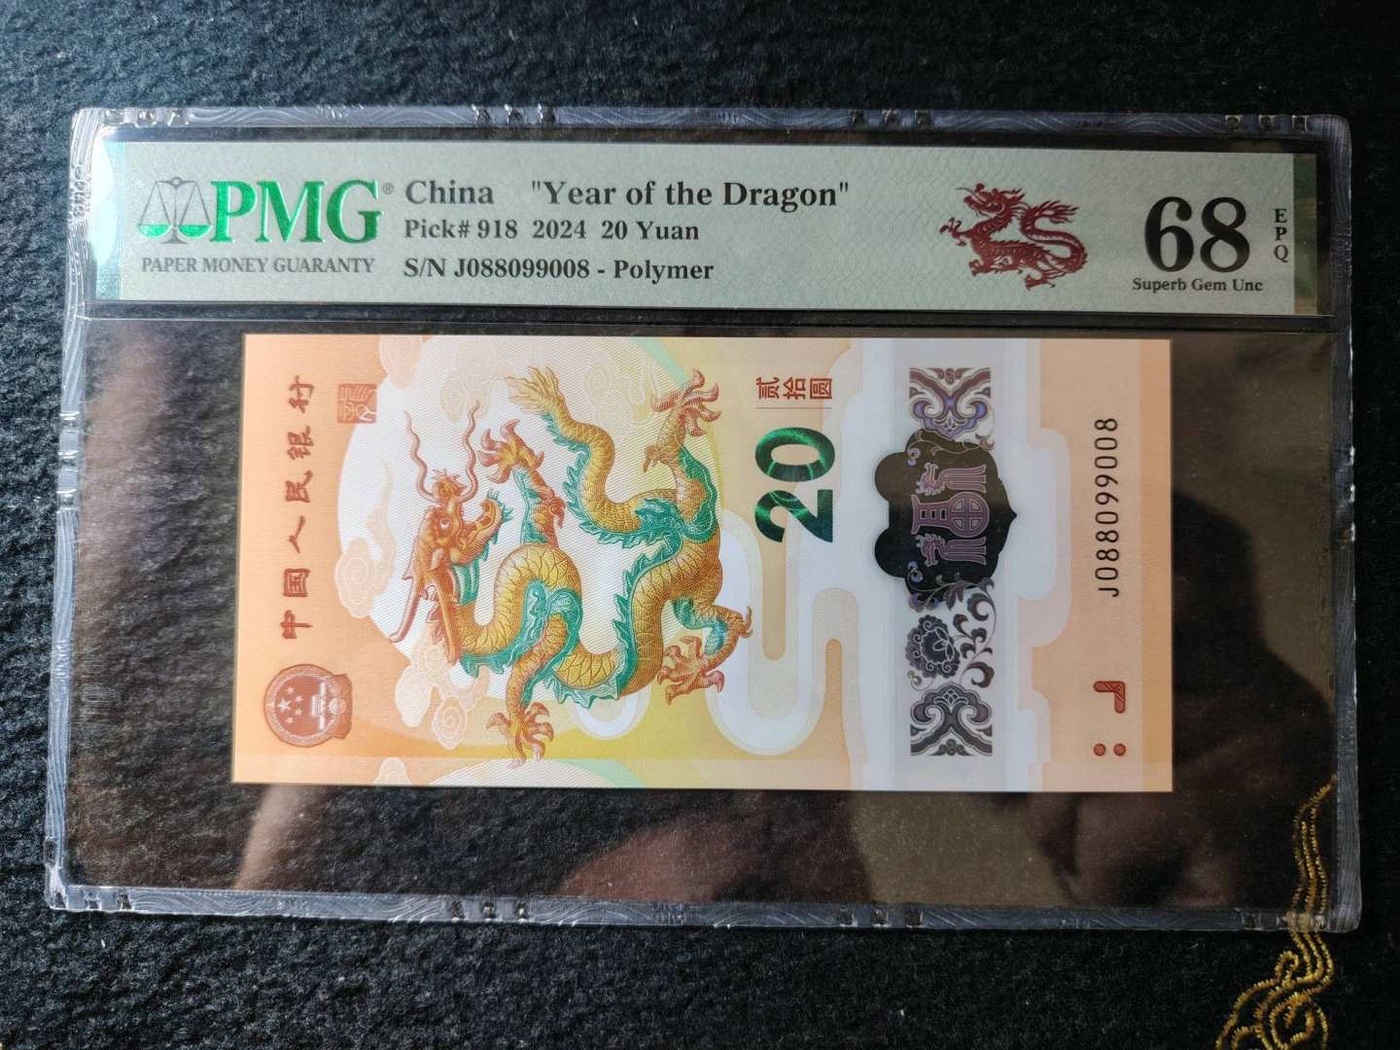 PMG®
PAPER MONEY GUARANTY
China "Year of the Dragon"
Pick# 918 2024 20 Yuan
S/N J088099008 - Polymer
68
EPQ
Superb Gem Unc
中国人民银行
贰拾圆
20
福
J088099008